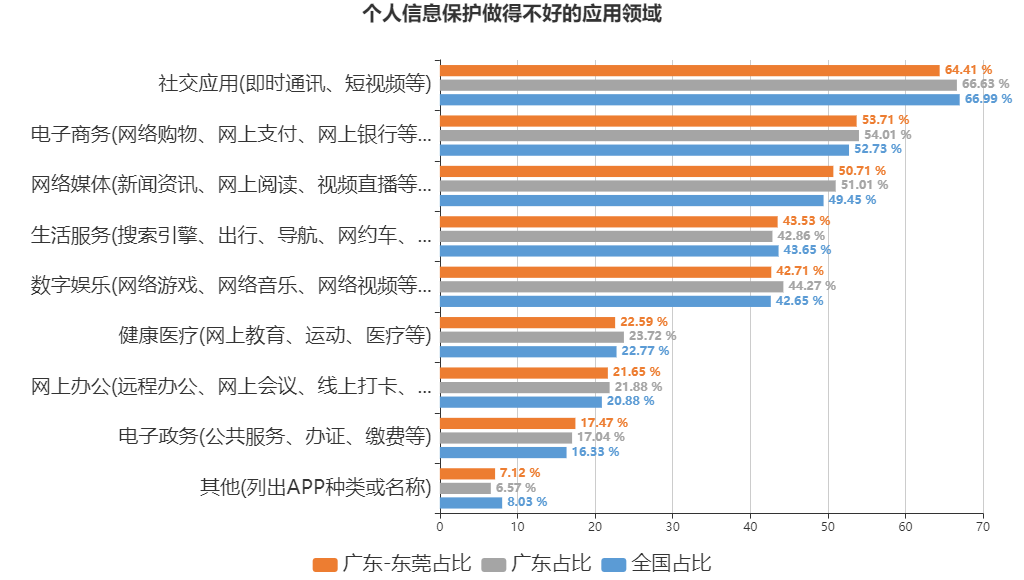 个人信息保护做得不好的应用领域
社交应用(即时通讯、短视频等)
64.41 %
66.63 %
66.99 %
电子商务(网络购物、网上支付、网上银行等...
53.71 %
54.01 %
52.73 %
网络媒体(新闻资讯、网上阅读、视频直播等...
50.71 %
51.01 %
49.45 %
生活服务(搜索引擎、出行、导航、网约车、...
43.53 %
42.86 %
43.65 %
数字娱乐(网络游戏、网络音乐、网络视频等...
42.71 %
44.27 %
42.65 %
健康医疗(网上教育、运动、医疗等)
22.59 %
23.72 %
22.77 %
网上办公(远程办公、网上会议、线上打卡、...
21.65 %
21.88 %
20.88 %
电子政务(公共服务、办证、缴费等)
17.47 %
17.04 %
16.33 %
其他(列出APP种类或名称)
7.12 %
6.57 %
8.03 %
0 10 20 30 40 50 60 70
广东-东莞占比 广东占比 全国占比